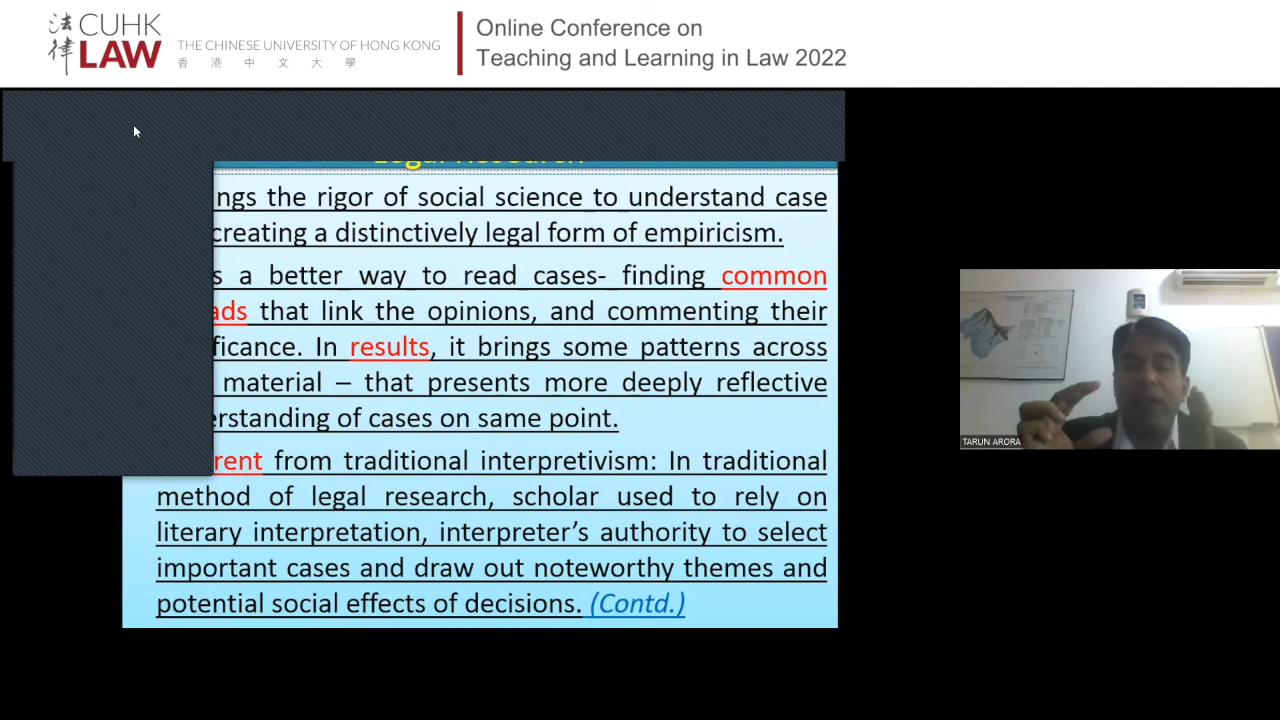 法律
CUHK
LAW
THE CHINESE UNIVERSITY OF HONG KONG
香港中文大學
Online Conference on
Teaching and Learning in Law 2022
Legal Research
ngs the rigor of social science to understand case
creating a distinctively legal form of empiricism.
s a better way to read cases- finding common
ads that link the opinions, and commenting their
ficance. In results, it brings some patterns across
material – that presents more deeply reflective
erstanding of cases on same point.
rent from traditional interpretivism: In traditional
method of legal research, scholar used to rely on
literary interpretation, interpreter's authority to select
important cases and draw out noteworthy themes and
potential social effects of decisions. (Contd.)
TARUN ARORA